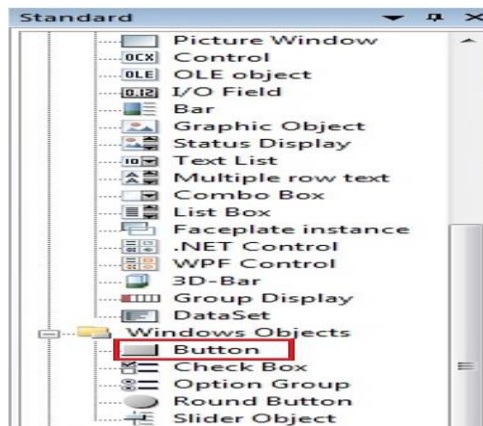 Standard
Picture Window
OCX Control
OLE OLE object
0.12 I/O Field
Bar
Graphic Object
Status Display
10 Text List
A A Multiple row text
Combo Box
List Box
Faceplate instance
.NET Control
WPF Control
3D-Bar
Group Display
DataSet
Windows Objects
Button
Check Box
Option Group
Round Button
Slider Object